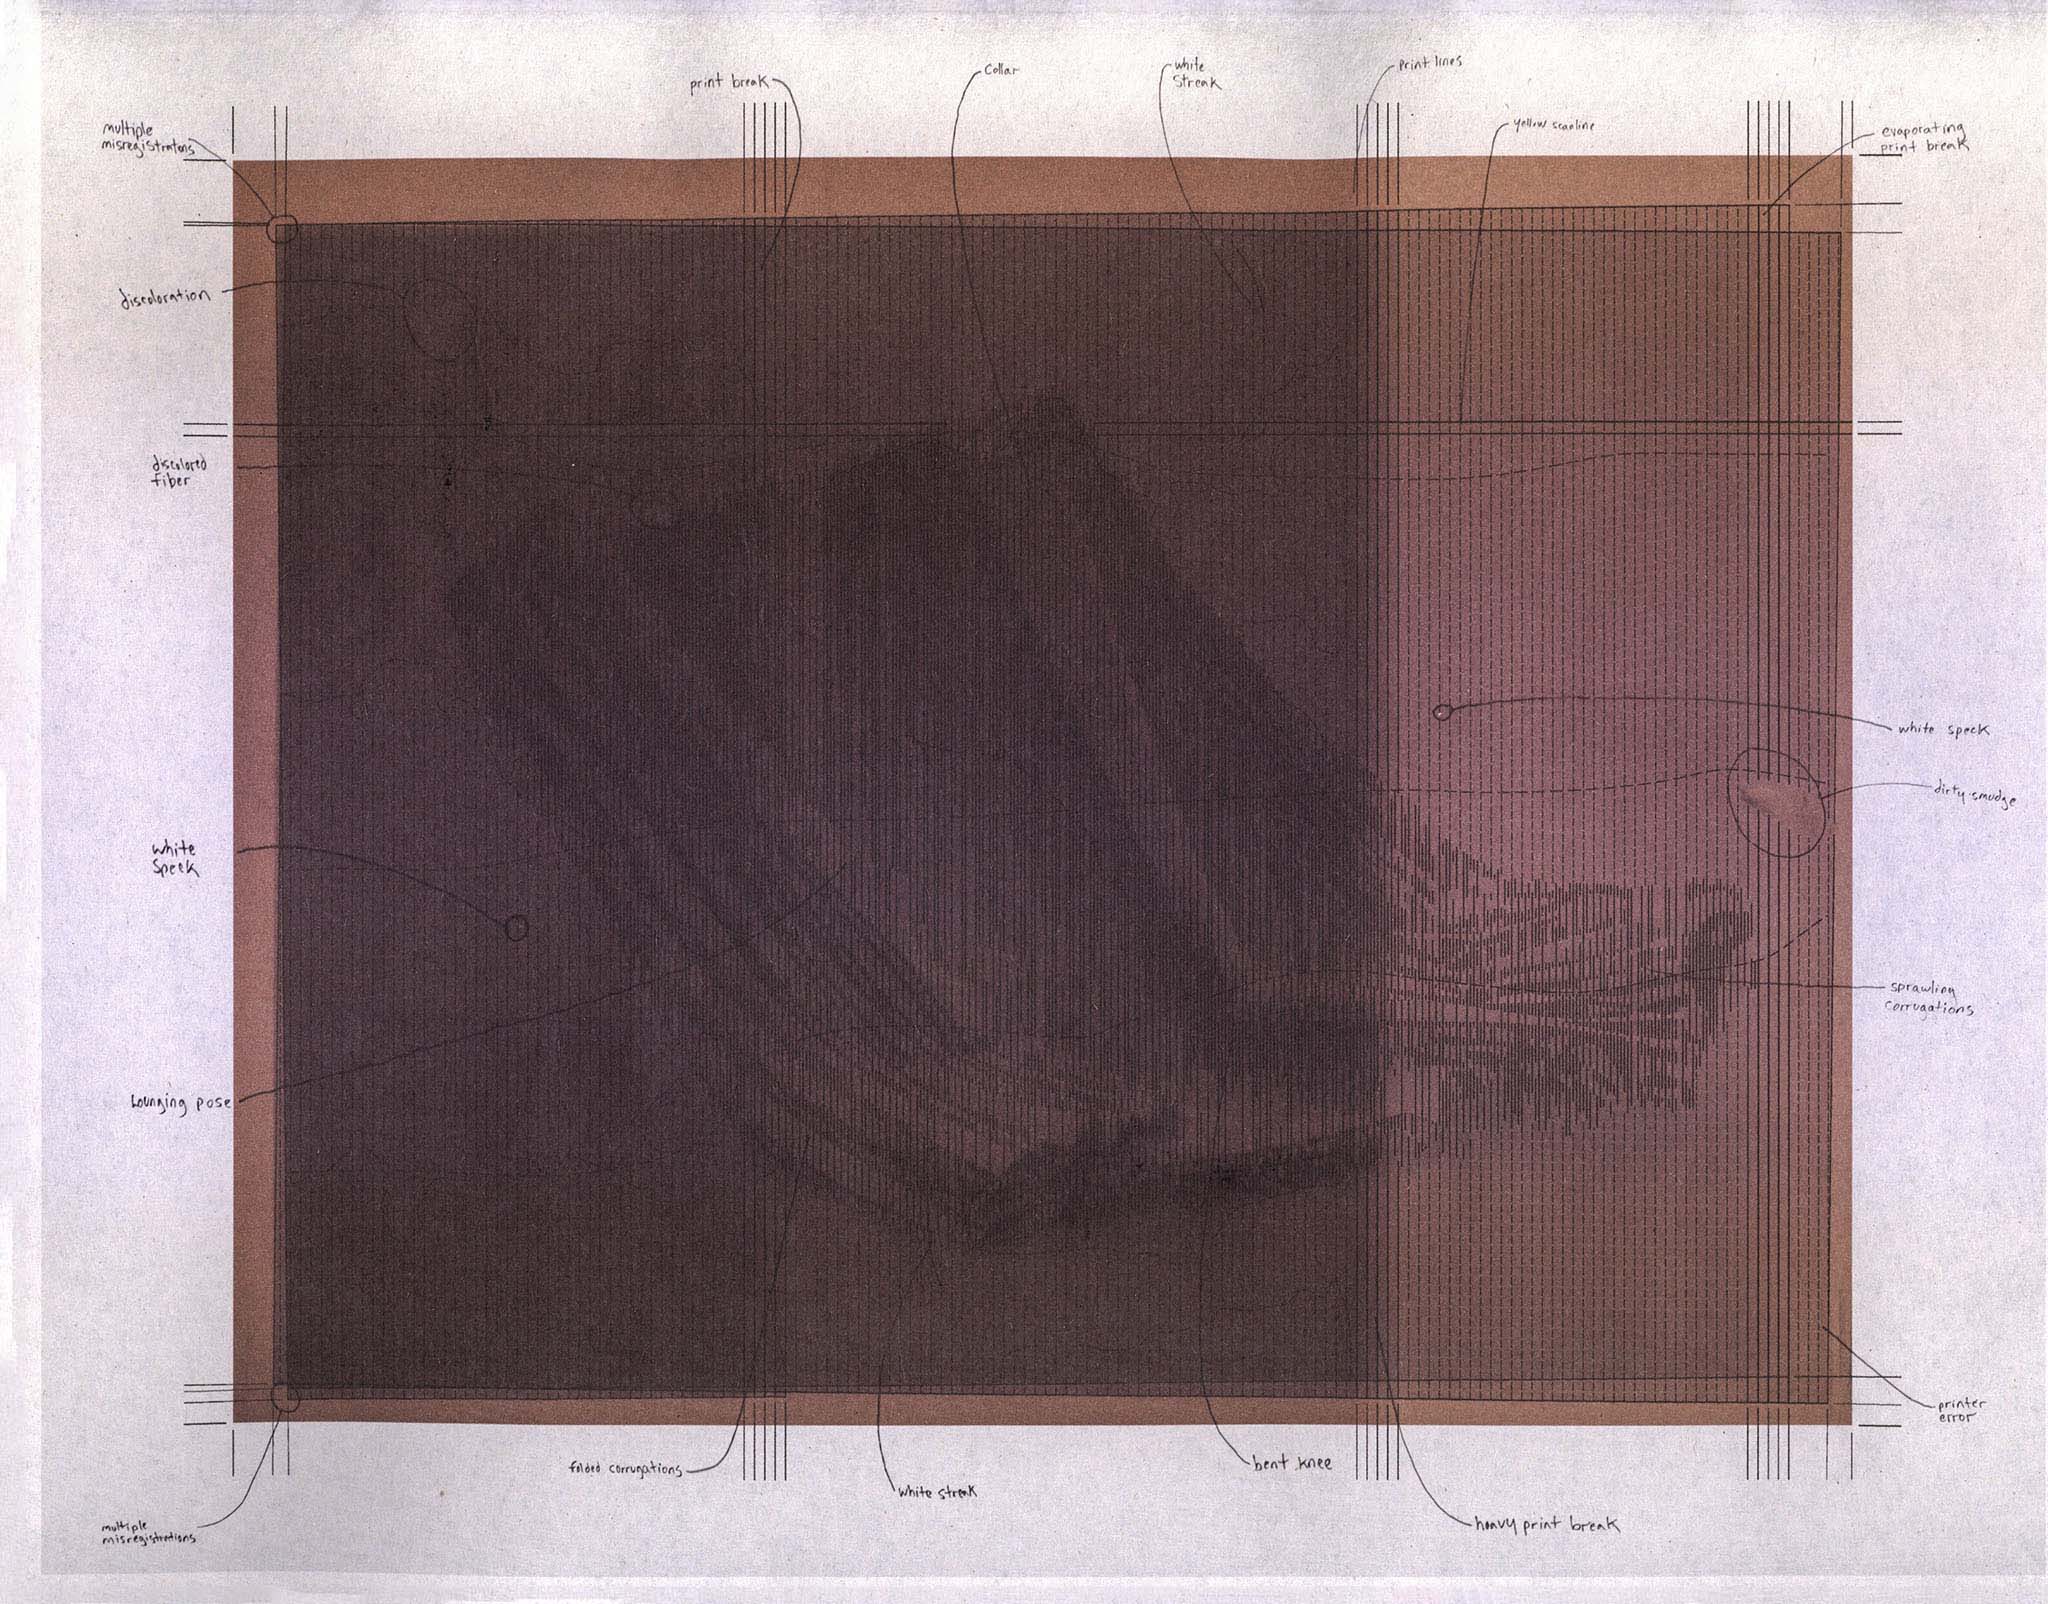 print break
Collar
white
Streak
print lines
yellow scanline
multiple
misregistratons
evaporating
print break
discoloration
discolored
fiber
white speck
dirty smudge
white
Speck
sprawling
corrugations
Lounging pose
printer
error
folded corrugations
white streak
bent knee
heavy print break
multiple
misregistrations